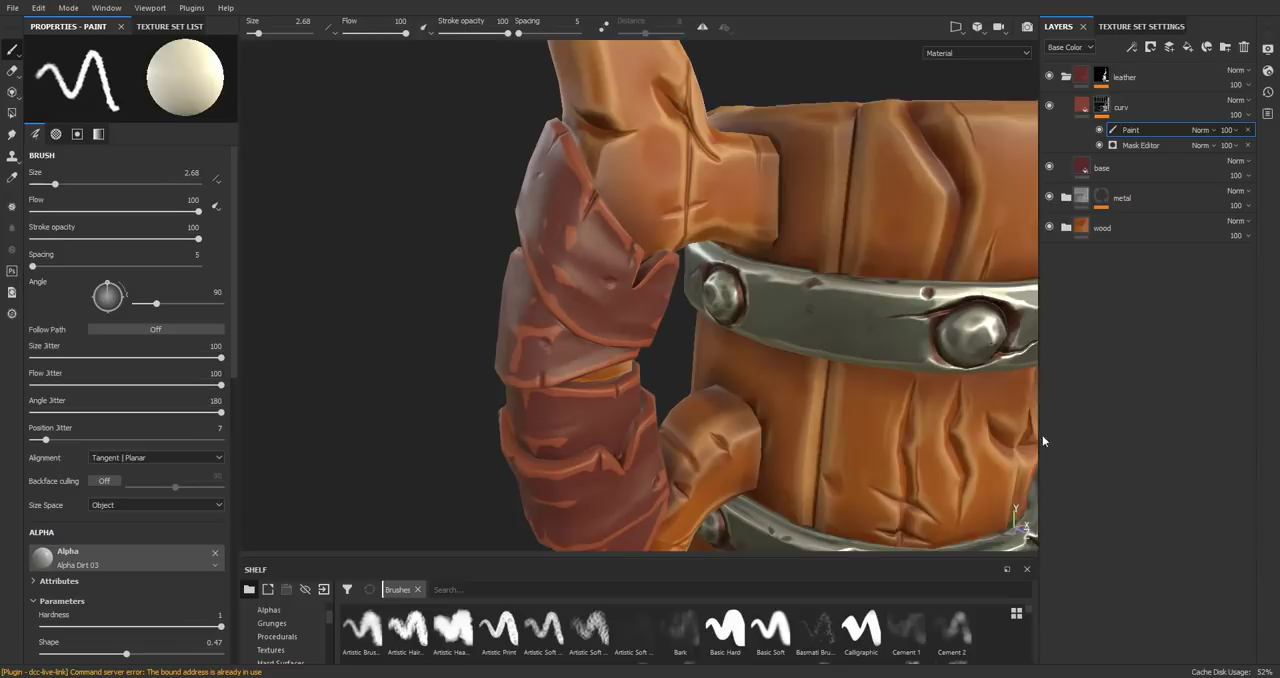 File Edit Mode Window Viewport Plugins Help
PROPERTIES - PAINT TEXTURE SET LIST
Size 2.68 Flow 100 Stroke opacity 100 Spacing 5 Distance 8
Material
BRUSH
Size 2.68
Flow 100
Stroke opacity 100
Spacing 5
Angle 90
Follow Path Off
Size Jitter 100
Flow Jitter 100
Angle Jitter 180
Position Jitter 7
Alignment Tangent | Planar
Backface culling Off
Size Space Object
ALPHA
Alpha
Alpha Dirt 03
Attributes
Parameters
Hardness 1
Shape 0.47
Y
X
SHELF
Brushes Search...
Alphas
Grunges
Procedurals
Textures
Hard Surfaces
Artistic Brus... Artistic Hair... Artistic Hea... Artistic Print Artistic Soft ... Artistic Soft ... Artistic Soft ... Bark Basic Hard Basic Soft Basmati Bru... Calligraphic Cement 1 Cement 2
LAYERS TEXTURE SET SETTINGS
Base Color
leather Norm
100
curv Norm
100
Paint Norm 100
Mask Editor Norm 100
base Norm
100
metal Norm
100
wood Norm
100
Ps
[Plugin - dcc-live-link] Command server error: The bound address is already in use
Cache Disk Usage: 52%